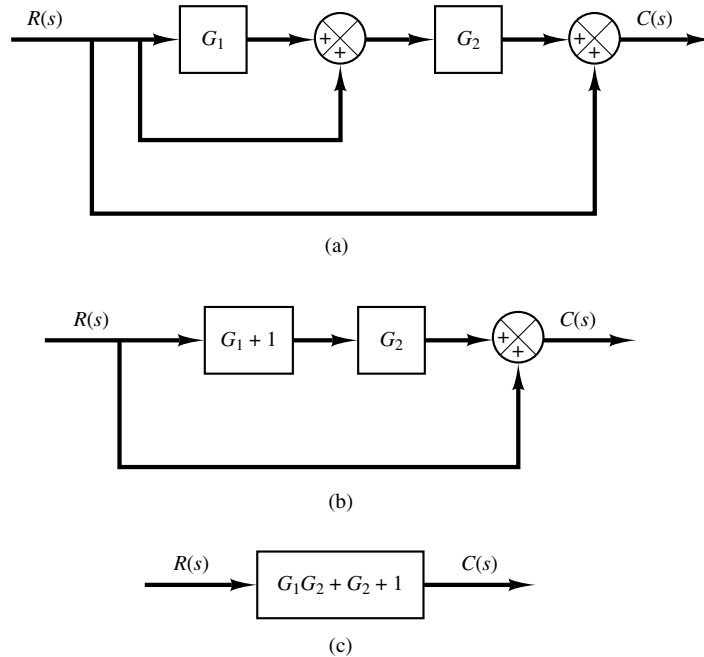 R(s) G₁ + + G₂ + + C(s)
(a)
R(s) G₁ + 1 G₂ + + C(s)
(b)
R(s) G₁G₂ + G₂ + 1 C(s)
(c)